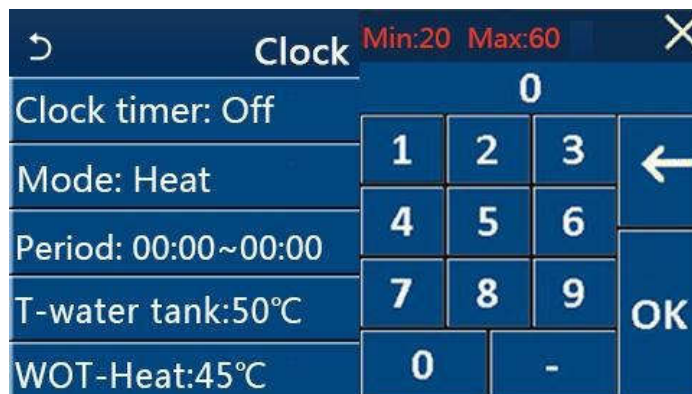 Clock
Clock timer: Off
Mode: Heat
Period: 00:00~00:00
T-water tank:50℃
WOT-Heat:45℃
Min:20 Max:60
0
1 2 3
4 5 6
7 8 9
OK
0 -